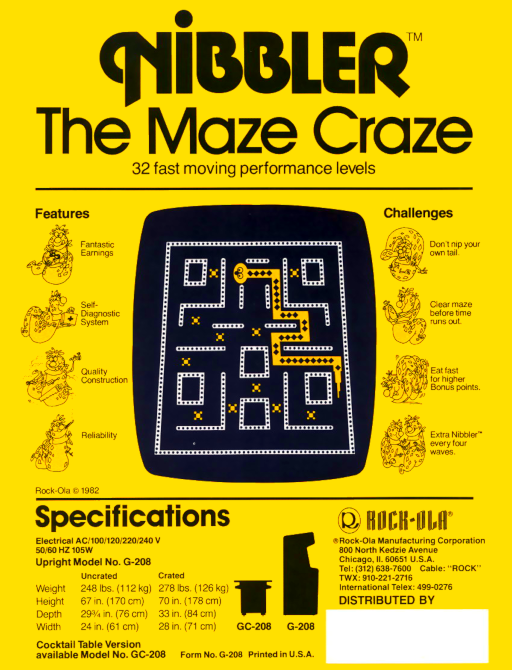 NiBBLER™
The Maze Craze
32 fast moving performance levels
Features
Fantastic
Earnings
Self-
Diagnostic
System
Quality
Construction
Reliability
Challenges
Don't nip your
own tail.
Clear maze
before time
runs out.
Eat fast
for higher
Bonus points.
Extra Nibbler™
every four
waves.
Rock-Ola © 1982
Specifications
Electrical AC/100/120/220/240 V
50/60 HZ 105W
Upright Model No. G-208
Uncrated Crated
Weight 248 lbs. (112 kg) 278 lbs. (126 kg)
Height 67 in. (170 cm) 70 in. (178 cm)
Depth 29¾ in. (76 cm) 33 in. (84 cm)
Width 24 in. (61 cm) 28 in. (71 cm)
Cocktail Table Version
available Model No. GC-208
GC-208 G-208
Form No. G-208 Printed in U.S.A.
R ROCK-OLA®
®Rock-Ola Manufacturing Corporation
800 North Kedzie Avenue
Chicago, Il. 60651 U.S.A.
Tel: (312) 638-7600 Cable: "ROCK"
TWX: 910-221-2716
International Telex: 499-0276
DISTRIBUTED BY